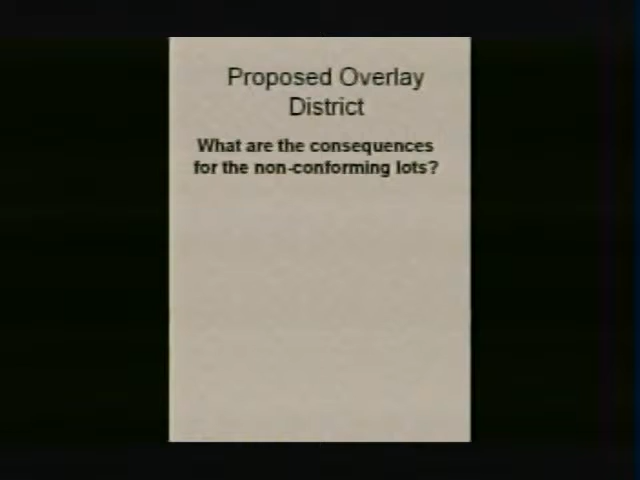 Proposed Overlay
District
What are the consequences
for the non-conforming lots?